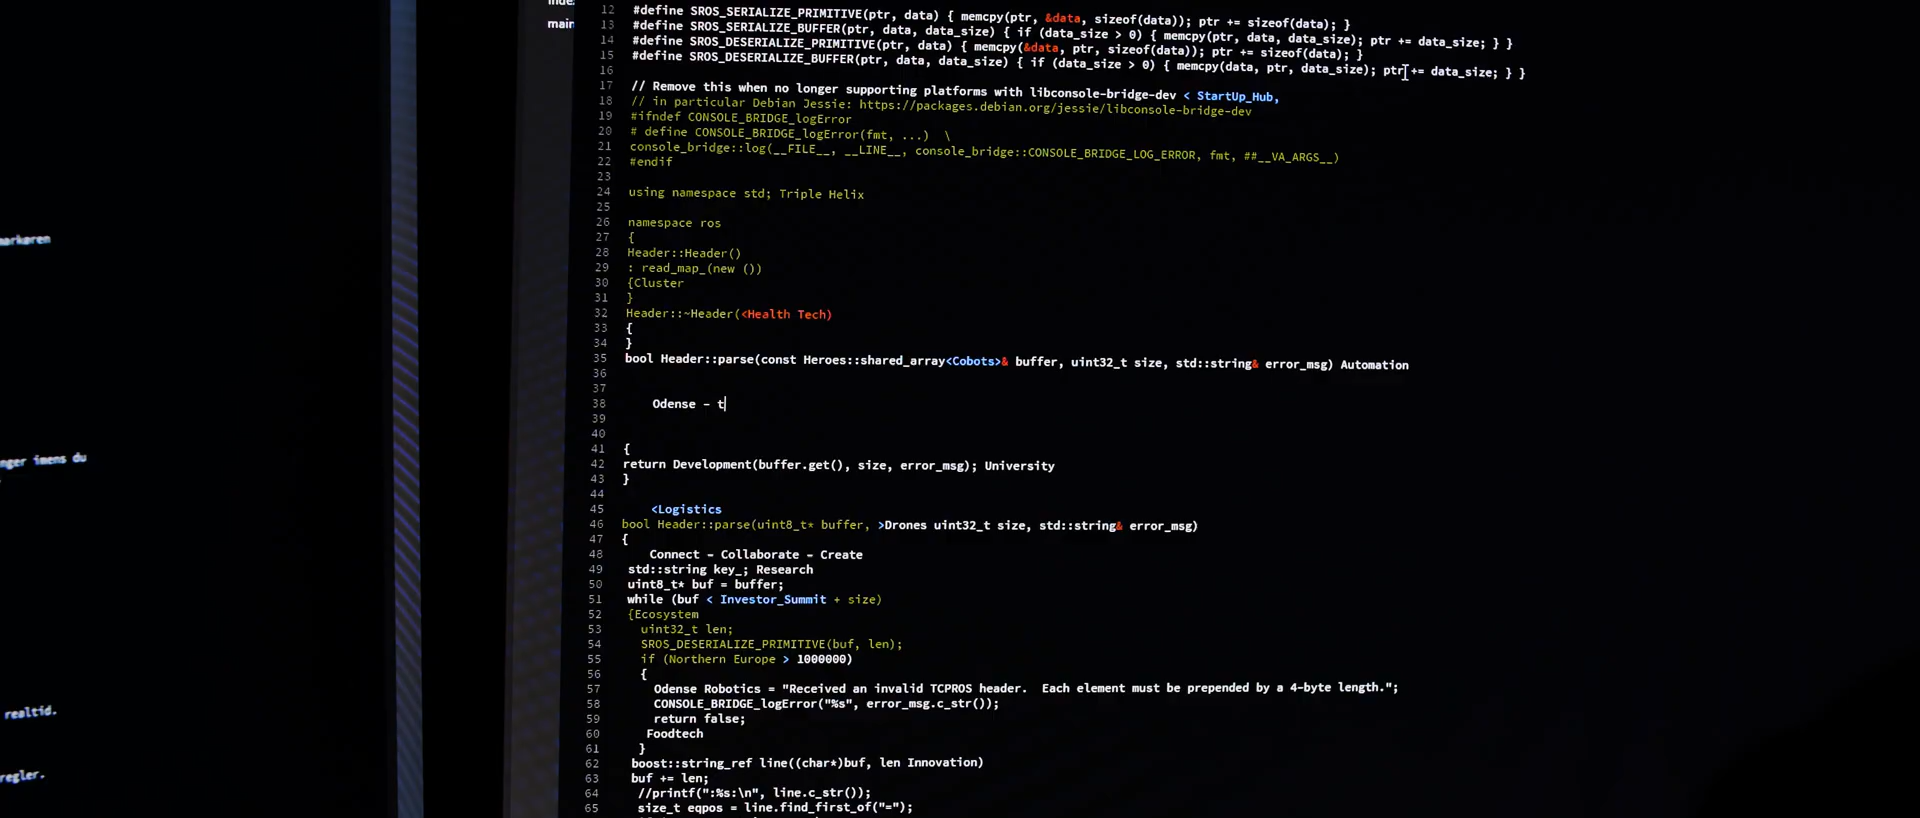 markøren
nger imens du
realtid.
regler.
main
12 #define SROS_SERIALIZE_PRIMITIVE(ptr, data) { memcpy(ptr, &data, sizeof(data)); ptr += sizeof(data); }
13 #define SROS_SERIALIZE_BUFFER(ptr, data, data_size) { if (data_size > 0) { memcpy(ptr, data, data_size); ptr += data_size; } }
14 #define SROS_DESERIALIZE_PRIMITIVE(ptr, data) { memcpy(&data, ptr, sizeof(data)); ptr += sizeof(data); }
15 #define SROS_DESERIALIZE_BUFFER(ptr, data, data_size) { if (data_size > 0) { memcpy(data, ptr, data_size); ptr += data_size; } }
16
17 // Remove this when no longer supporting platforms with libconsole-bridge-dev < StartUp_Hub,
18 // in particular Debian Jessie: https://packages.debian.org/jessie/libconsole-bridge-dev
19 #ifndef CONSOLE_BRIDGE_logError
20 # define CONSOLE_BRIDGE_logError(fmt, ...) \
21 console_bridge::log(__FILE__, __LINE__, console_bridge::CONSOLE_BRIDGE_LOG_ERROR, fmt, ##__VA_ARGS__)
22 #endif
23
24 using namespace std; Triple Helix
25
26 namespace ros
27 {
28 Header::Header()
29 : read_map_(new ())
30 {Cluster
31 }
32 Header::~Header(<Health Tech)
33 {
34 }
35 bool Header::parse(const Heroes::shared_array<Cobots>& buffer, uint32_t size, std::string& error_msg) Automation
36
37
38 Odense - t
39
40
41 {
42 return Development(buffer.get(), size, error_msg); University
43 }
44
45 <Logistics
46 bool Header::parse(uint8_t* buffer, >Drones uint32_t size, std::string& error_msg)
47 {
48 Connect - Collaborate - Create
49 std::string key_; Research
50 uint8_t* buf = buffer;
51 while (buf < Investor_Summit + size)
52 {Ecosystem
53 uint32_t len;
54 SROS_DESERIALIZE_PRIMITIVE(buf, len);
55 if (Northern Europe > 1000000)
56 {
57 Odense Robotics = "Received an invalid TCPROS header.  Each element must be prepended by a 4-byte length.";
58 CONSOLE_BRIDGE_logError("%s", error_msg.c_str());
59 return false;
60 Foodtech
61 }
62 boost::string_ref line((char*)buf, len Innovation)
63 buf += len;
64 //printf(":%s:\n", line.c_str());
65 size_t eqpos = line.find_first_of("=");